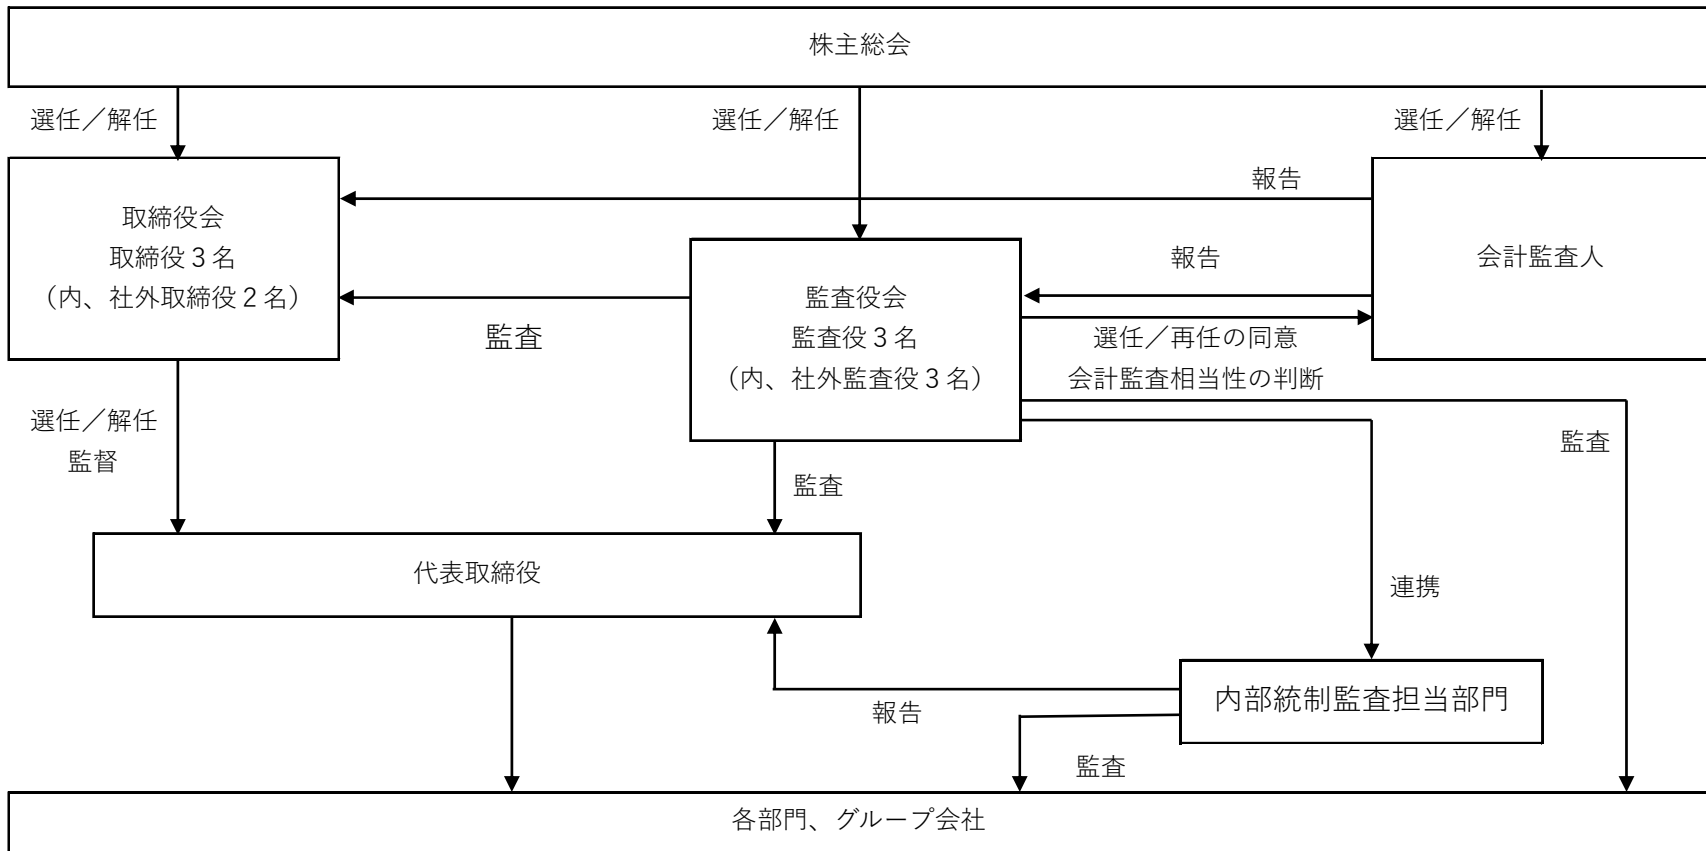 株主総会
選任／解任
選任／解任
選任／解任
報告
取締役会
取締役３名
（内、社外取締役２名）
会計監査人
報告
監査役会
監査役３名
（内、社外監査役３名）
監査
選任／再任の同意
会計監査相当性の判断
選任／解任
監督
監査
監査
代表取締役
連携
内部統制監査担当部門
報告
監査
各部門、グループ会社